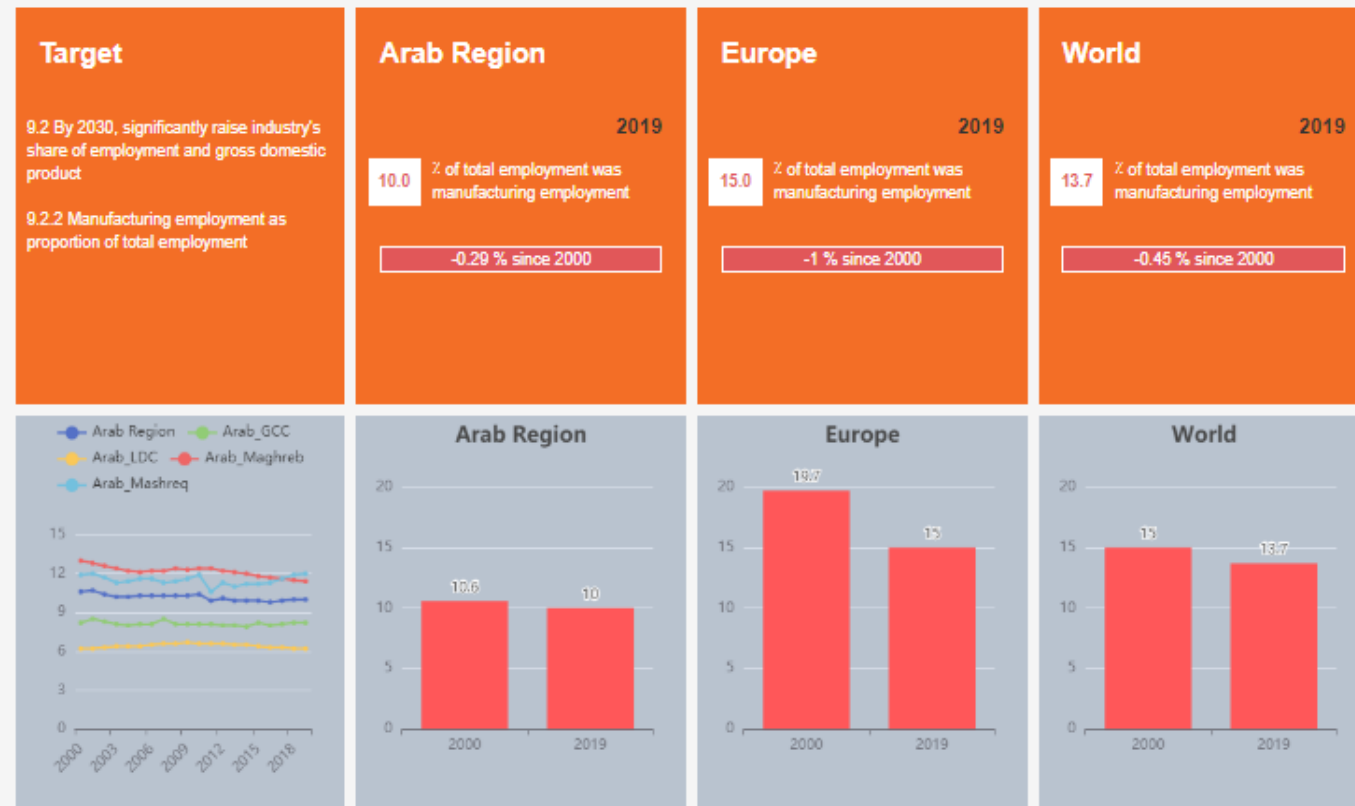 Target
9.2 By 2030, significantly raise industry's
share of employment and gross domestic
product
9.2.2 Manufacturing employment as
proportion of total employment
Arab Region
2019
10.0
% of total employment was
manufacturing employment
-0.29 % since 2000
Europe
2019
15.0
% of total employment was
manufacturing employment
-1 % since 2000
World
2019
13.7
% of total employment was
manufacturing employment
-0.45 % since 2000
Arab Region Arab_GCC
Arab_LDC Arab_Maghreb
Arab_Mashreq
15
12
9
6
3
0
2000 2003 2006 2009 2012 2015 2018
Arab Region
20
15
10
5
0
10.6
10
2000 2019
Europe
20
15
10
5
0
19.7
15
2000 2019
World
20
15
10
5
0
15
13.7
2000 2019